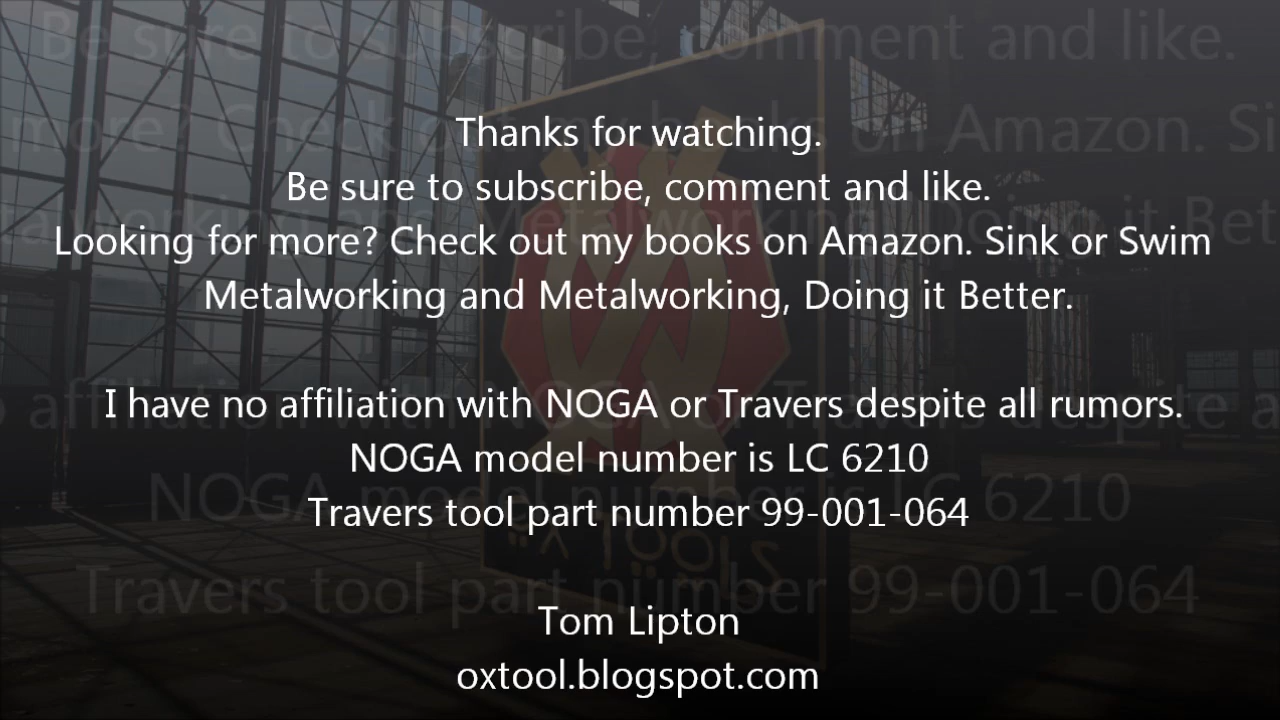 Thanks for watching.
Be sure to subscribe, comment and like.
Looking for more? Check out my books on Amazon. Sink or Swim
Metalworking and Metalworking, Doing it Better.
I have no affiliation with NOGA or Travers despite all rumors.
NOGA model number is LC 6210
Travers tool part number 99-001-064
Tom Lipton
oxtool.blogspot.com